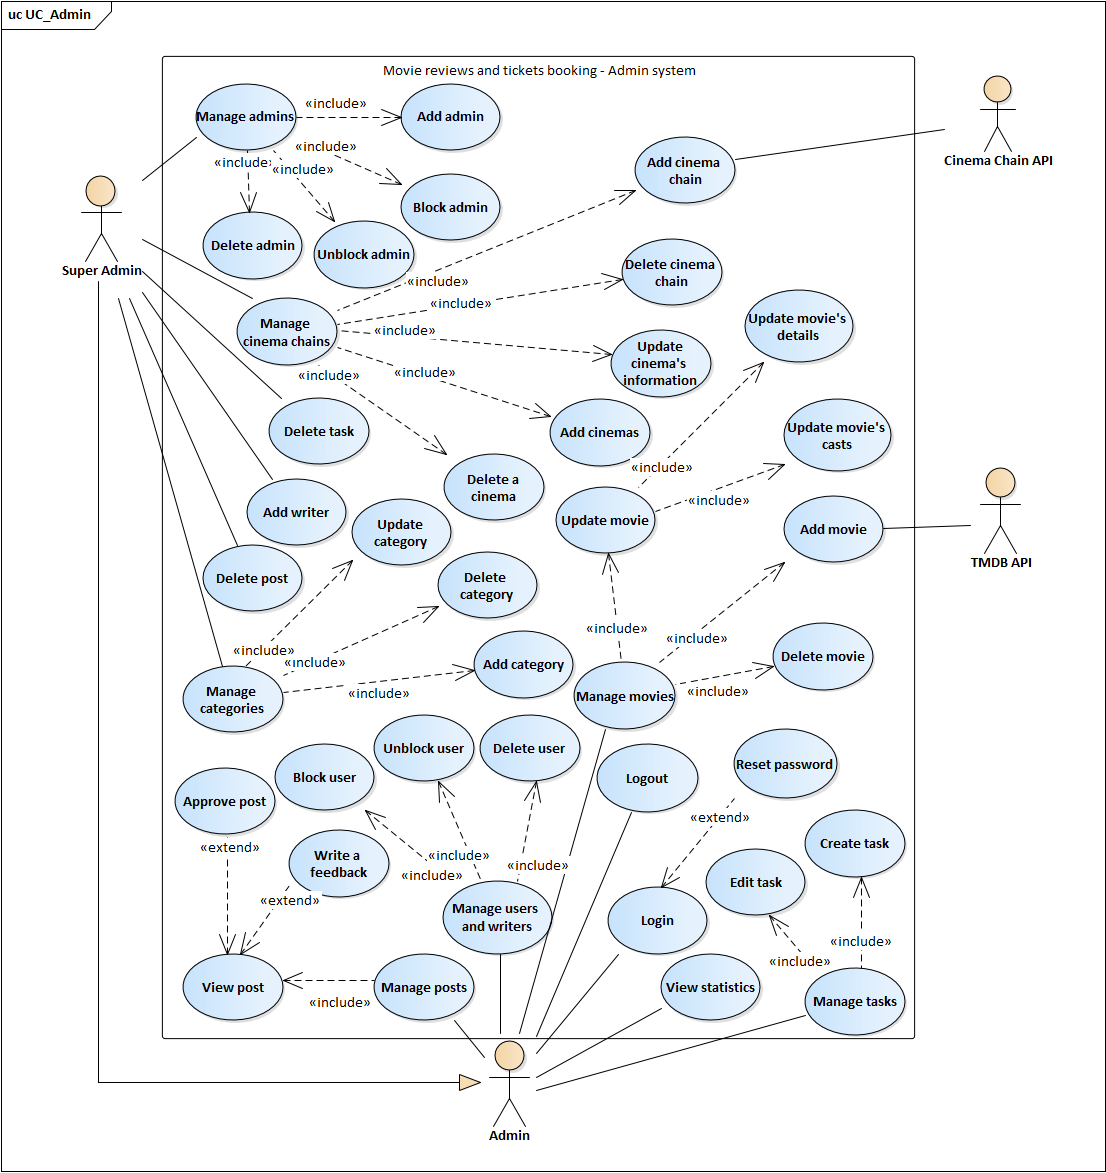 uc UC_Admin
Movie reviews and tickets booking - Admin system
Manage admins
«include»
Add admin
«include»
«include»
«include»
Block admin
Delete admin
Unblock admin
Super Admin
Add cinema
chain
Cinema Chain API
«include»
Delete cinema
chain
«include»
Manage
cinema chains
«include»
Update
cinema's
information
Update movie's
details
«include»
«include»
Delete task
Add cinemas
Update movie's
casts
«include»
Delete a
cinema
«include»
Add writer
Update
category
Update movie
Add movie
TMDB API
Delete post
Delete
category
«include»
«include»
«include»
«include»
Add category
Delete movie
Manage
categories
«include»
Manage movies
«include»
Unblock user
Delete user
Block user
Logout
Reset password
Approve post
«extend»
«extend»
Create task
Write a
feedback
«include»
«include»
«include»
Edit task
«extend»
Manage users
and writers
Login
«include»
«include»
View post
Manage posts
View statistics
Manage tasks
«include»
Admin